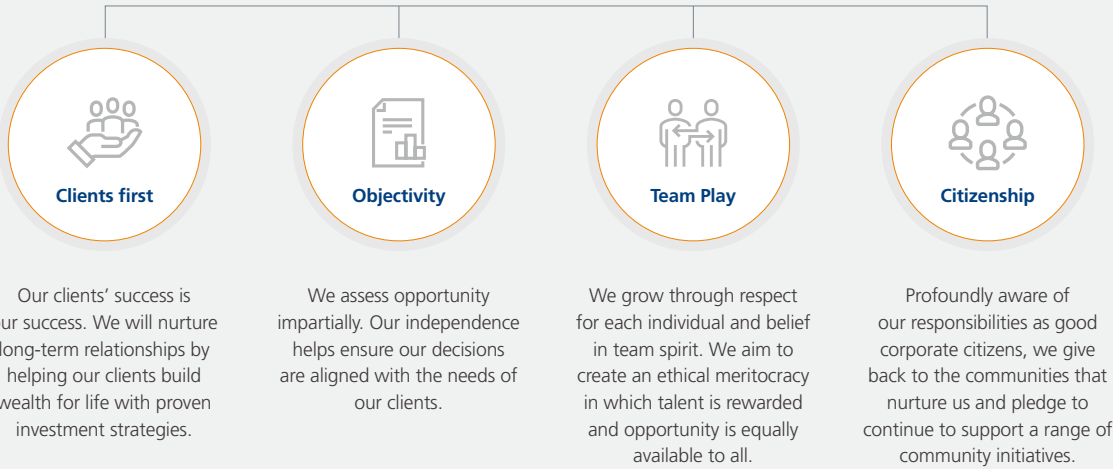 Clients first
Our clients' success is
our success. We will nurture
long-term relationships by
helping our clients build
wealth for life with proven
investment strategies.
Objectivity
We assess opportunity
impartially. Our independence
helps ensure our decisions
are aligned with the needs of
our clients.
Team Play
We grow through respect
for each individual and belief
in team spirit. We aim to
create an ethical meritocracy
in which talent is rewarded
and opportunity is equally
available to all.
Citizenship
Profoundly aware of
our responsibilities as good
corporate citizens, we give
back to the communities that
nurture us and pledge to
continue to support a range of
community initiatives.